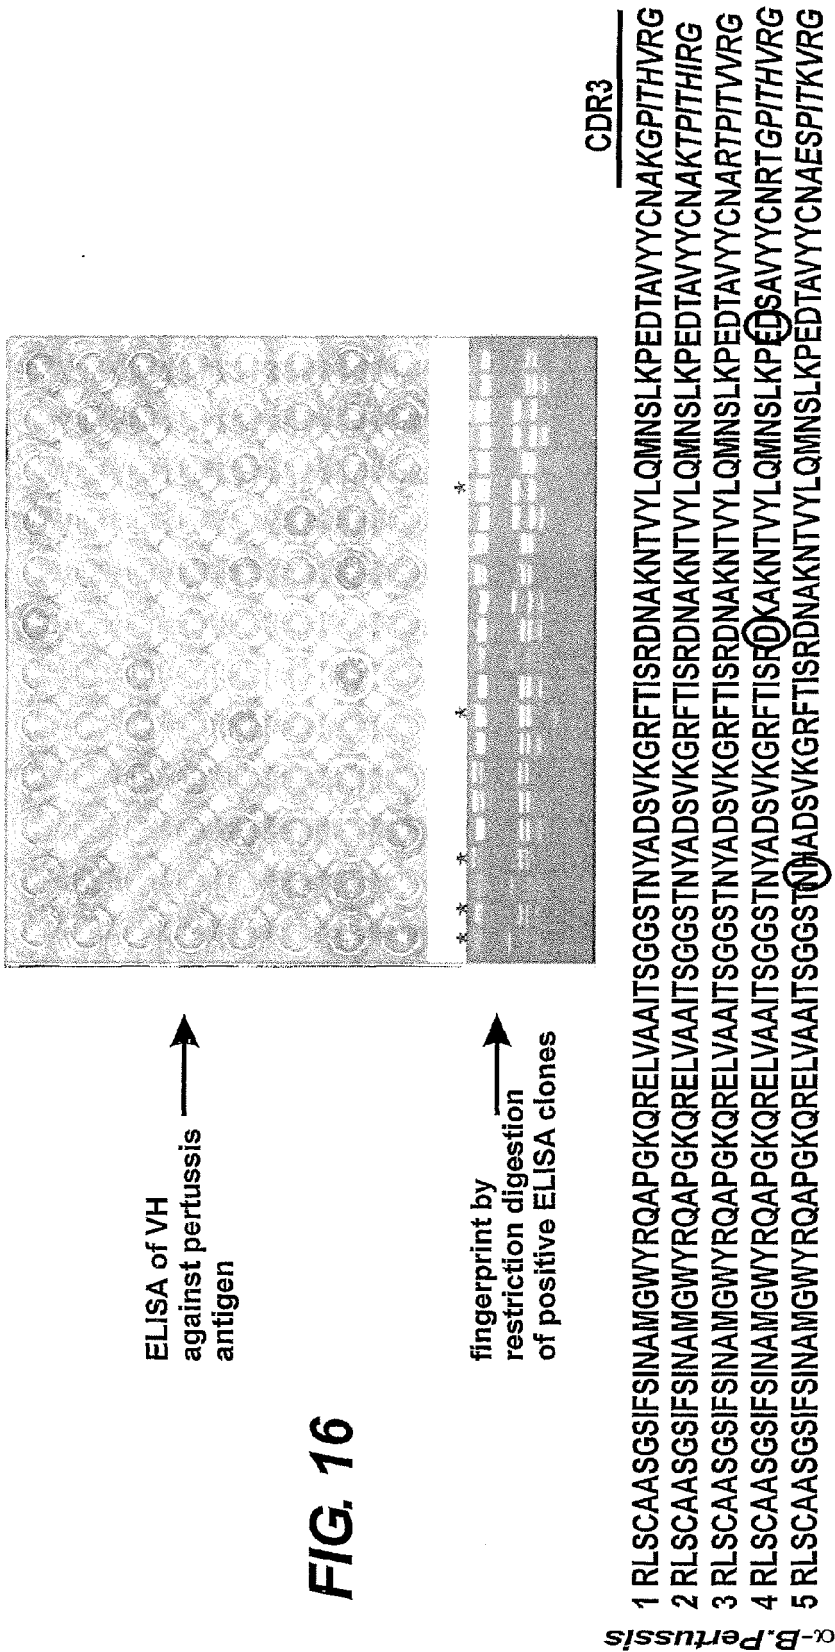 FIG. 16
ELISA of VH
against pertussis
antigen
fingerprint by
restriction digestion
of positive ELISA clones
* * * * *
CDR3
α-B.Pertussis
1 RLSCAASGSIFSINAMGWYRQAPGKQRELVAAITSGGSTNYADSVKGRFTISRDNAKNTVYLQMNSLKPEDTAVYYCNAKGPITHVRG
2 RLSCAASGSIFSINAMGWYRQAPGKQRELVAAITSGGSTNYADSVKGRFTISRDNAKNTVYLQMNSLKPEDTAVYYCNAKTPITHIRG
3 RLSCAASGSIFSINAMGWYRQAPGKQRELVAAITSGGSTNYADSVKGRFTISRDNAKNTVYLQMNSLKPEDTAVYYCNARTPITVVRG
4 RLSCAASGSIFSINAMGWYRQAPGKQRELVAAITSGGSTNYADSVKGRFTISRDKAKNTVYLQMNSLKPEDSAVYYCNRTGPITHVRG
5 RLSCAASGSIFSINAMGWYRQAPGKQRELVAAITSGGSTNHADSVKGRFTISRDNAKNTVYLQMNSLKPEDTAVYYCNAESPITKVRG